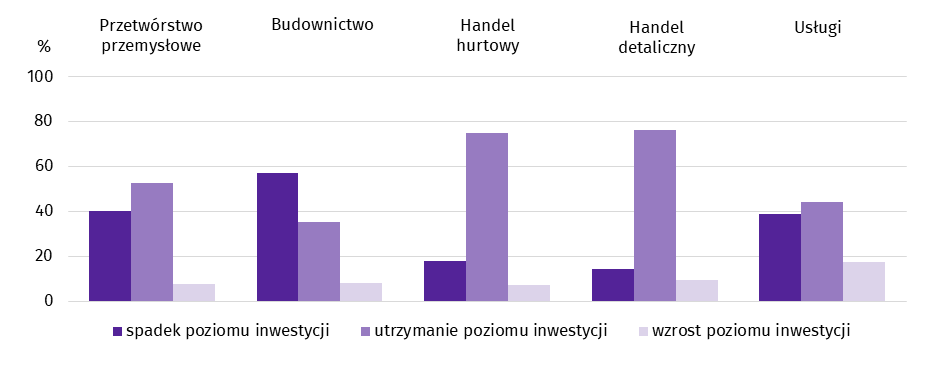 Przetwórstwo
przemysłowe
Budownictwo
Handel
hurtowy
Handel
detaliczny
Usługi
%
100
80
60
40
20
0
spadek poziomu inwestycji
utrzymanie poziomu inwestycji
wzrost poziomu inwestycji